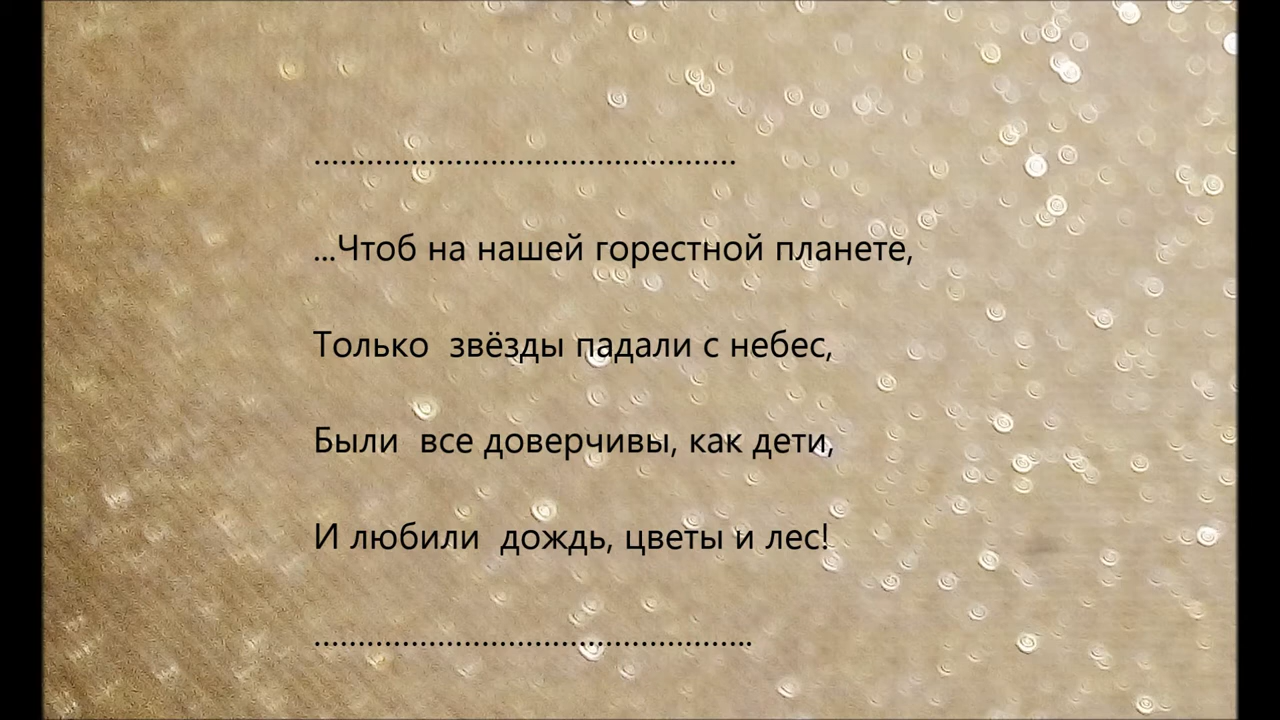 ................................................
...Чтоб на нашей горестной планете,
Только  звёзды падали с небес,
Были  все доверчивы, как дети,
И любили  дождь, цветы и лес!
..................................................